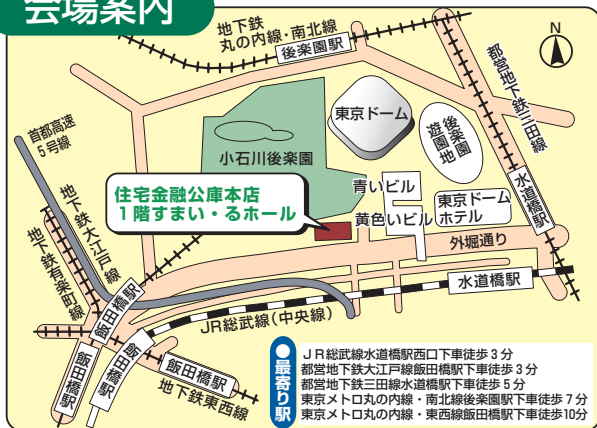 会場案内
N
地下鉄
丸の内線・南北線
後楽園駅
都営地下鉄三田線
首都高速
5号線
東京ドーム
後楽園
遊園地
小石川後楽園
住宅金融公庫本店
1階すまい・るホール
青いビル
黄色いビル
東京ドーム
ホテル
水道橋駅
外堀通り
地下鉄大江戸線
地下鉄有楽町線
飯田橋駅
水道橋駅
JR総武線(中央線)
飯田橋駅
飯田橋駅
飯田橋駅
地下鉄東西線
●最寄り駅
JR総武線水道橋駅西口下車徒歩3分
都営地下鉄大江戸線飯田橋駅下車徒歩3分
都営地下鉄三田線水道橋駅下車徒歩5分
東京メトロ丸の内線・南北線後楽園駅下車徒歩7分
東京メトロ丸の内線・東西線飯田橋駅下車徒歩10分